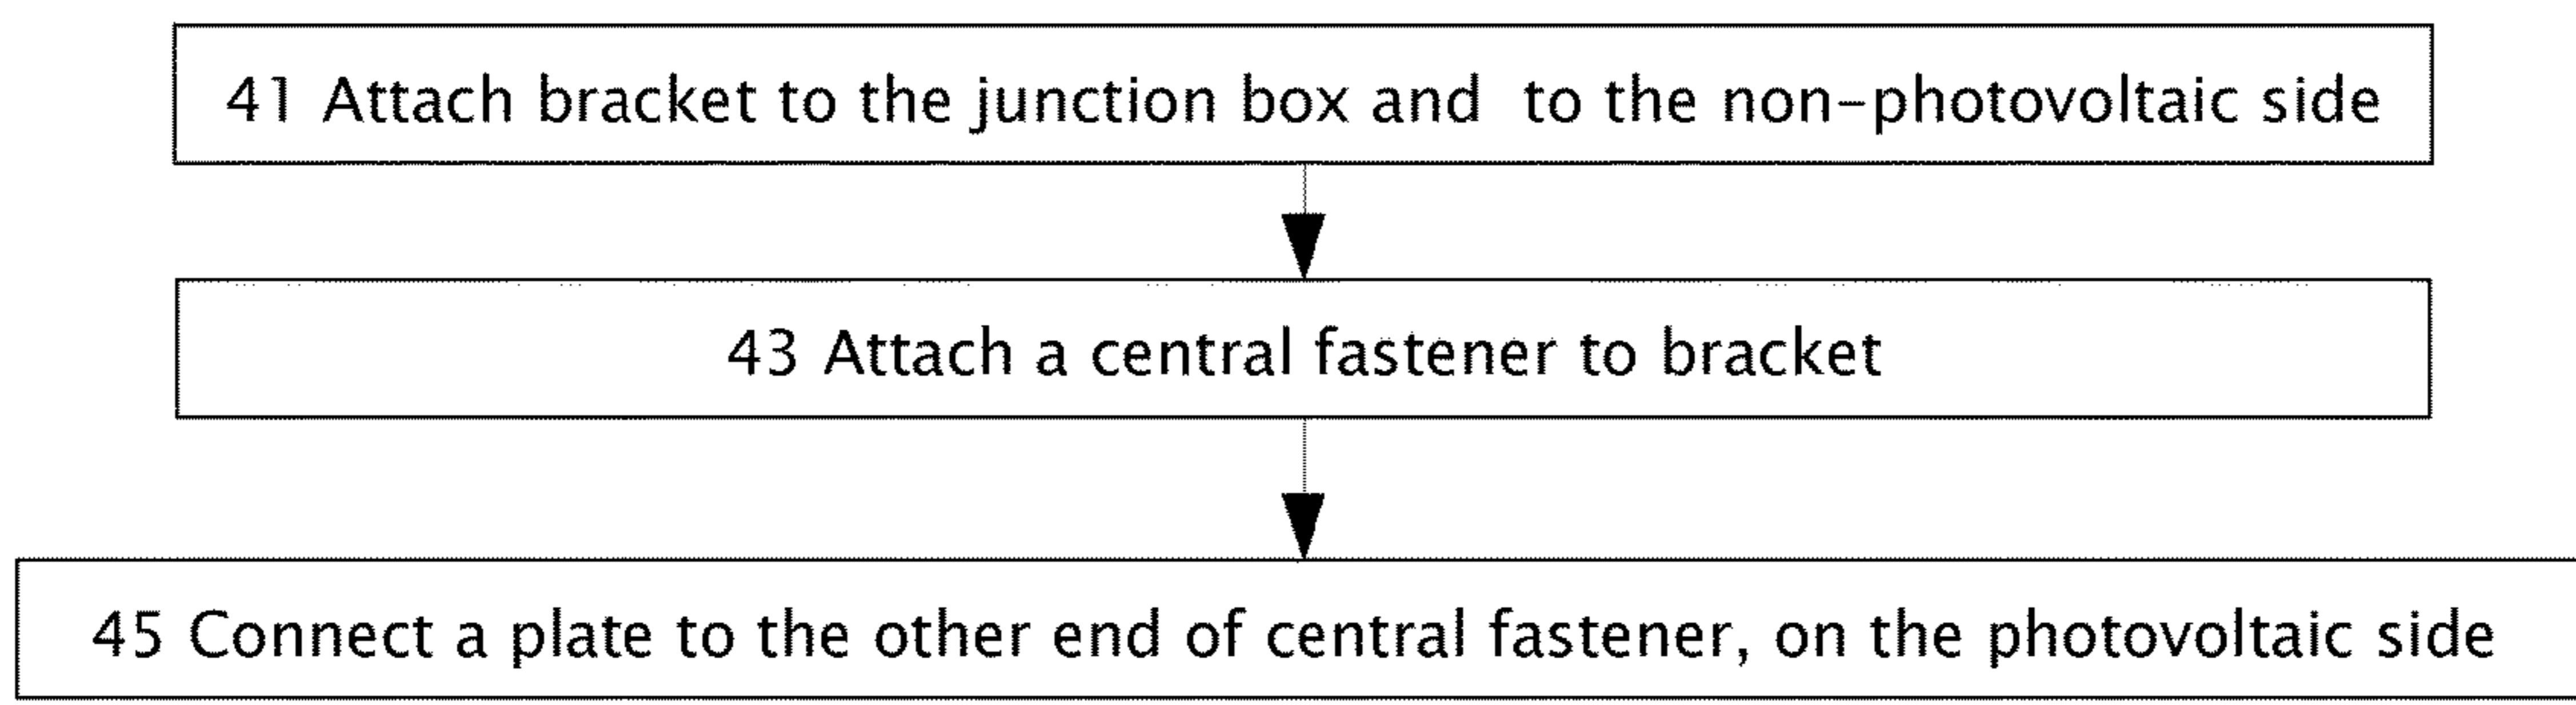 41 Attach bracket to the junction box and  to the non-photovoltaic side
43 Attach a central fastener to bracket
45 Connect a plate to the other end of central fastener, on the photovoltaic side